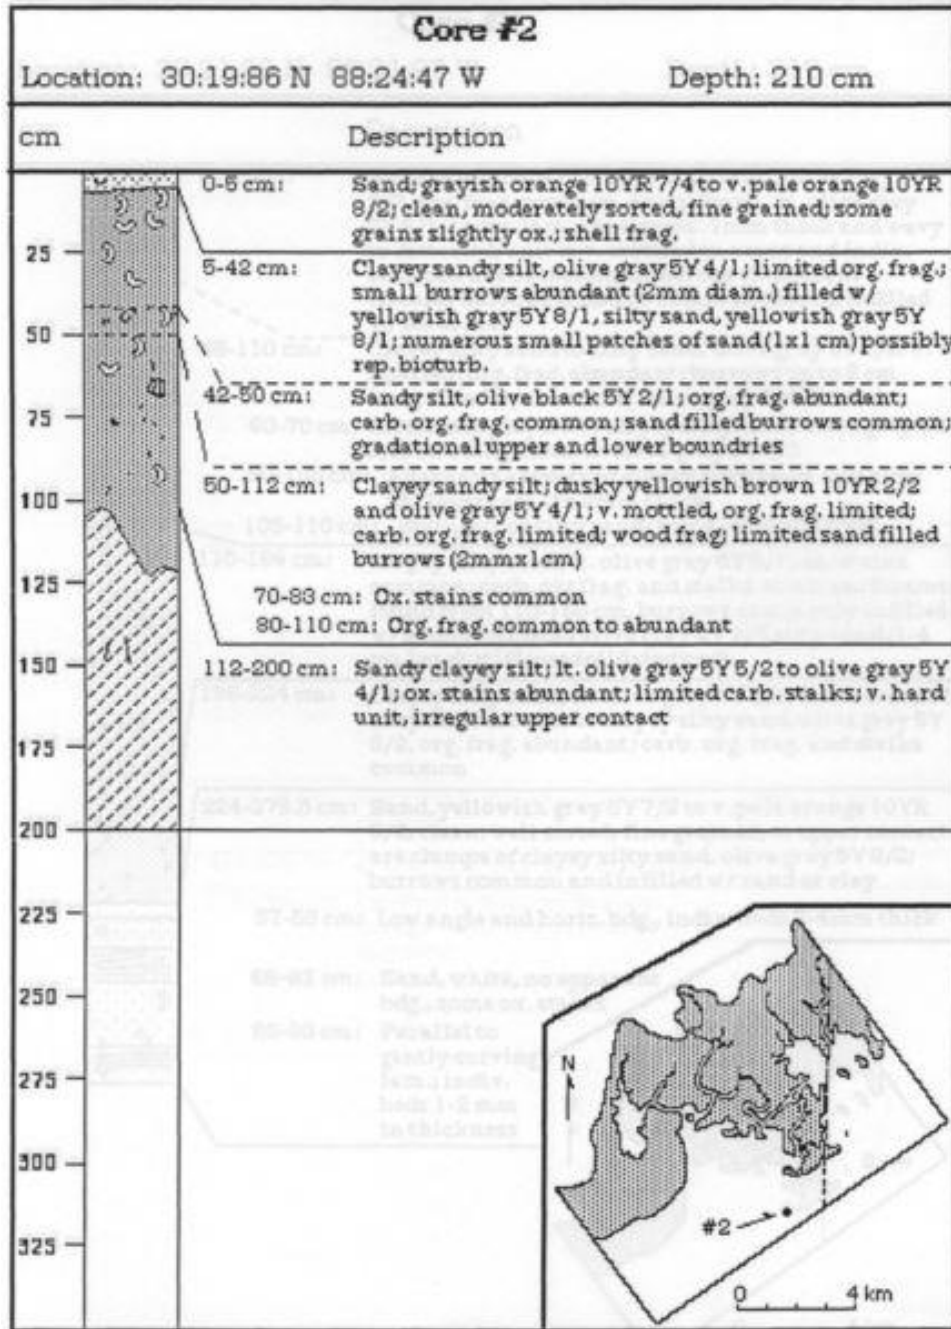 Core #2
Location: 30:19:86 N 88:24:47 W Depth: 210 cm
cm Description
0-5 cm: Sand; grayish orange 10YR 7/4 to v. pale orange 10YR
8/2; clean, moderately sorted, fine grained; some
grains slightly ox.; shell frag.
25
5-42 cm: Clayey sandy silt, olive gray 5Y 4/1; limited org. frag.;
small burrows abundant (2mm diam.) filled w/
yellowish gray 5Y 8/1, silty sand, yellowish gray 5Y
8/1; numerous small patches of sand (1x1 cm) possibly
rep. bioturb.
50
42-50 cm: Sandy silt, olive black 5Y 2/1; org. frag. abundant;
carb. org. frag. common; sand filled burrows common;
gradational upper and lower boundries
75
50-112 cm: Clayey sandy silt; dusky yellowish brown 10YR 2/2
and olive gray 5Y 4/1; v. mottled, org. frag. limited;
carb. org. frag. limited; wood frag; limited sand filled
burrows (2mmx1cm)
100
125
70-83 cm: Ox. stains common
80-110 cm: Org. frag. common to abundant
150
112-200 cm: Sandy clayey silt; lt. olive gray 5Y 5/2 to olive gray 5Y
4/1; ox. stains abundant; limited carb. stalks; v. hard
unit, irregular upper contact
175
200
225
250
275
300
325
N
#2
0 4 km